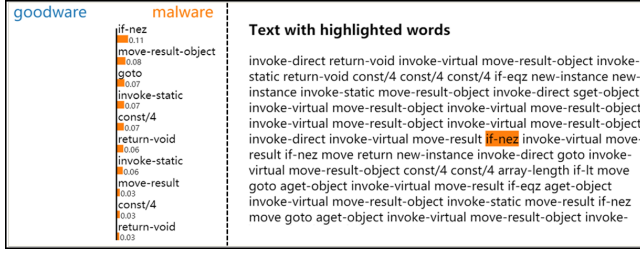 goodware malware
if-nez
0.11
move-result-object
0.08
goto
0.07
invoke-static
0.07
const/4
0.07
return-void
0.06
invoke-static
0.06
move-result
0.03
const/4
0.03
return-void
0.03
Text with highlighted words
invoke-direct return-void invoke-virtual move-result-object invoke-
static return-void const/4 const/4 const/4 if-eqz new-instance new-
instance invoke-static move-result-object invoke-direct sget-object
invoke-virtual move-result-object invoke-virtual move-result-object
invoke-virtual move-result-object invoke-virtual move-result-object
invoke-direct invoke-virtual move-result if-nez invoke-virtual move-
result if-nez move return new-instance invoke-direct goto invoke-
virtual move-result-object const/4 const/4 array-length if-lt move
goto aget-object invoke-virtual move-result if-eqz aget-object
invoke-virtual move-result-object invoke-static move-result if-nez
move goto aget-object invoke-virtual move-result-object invoke-